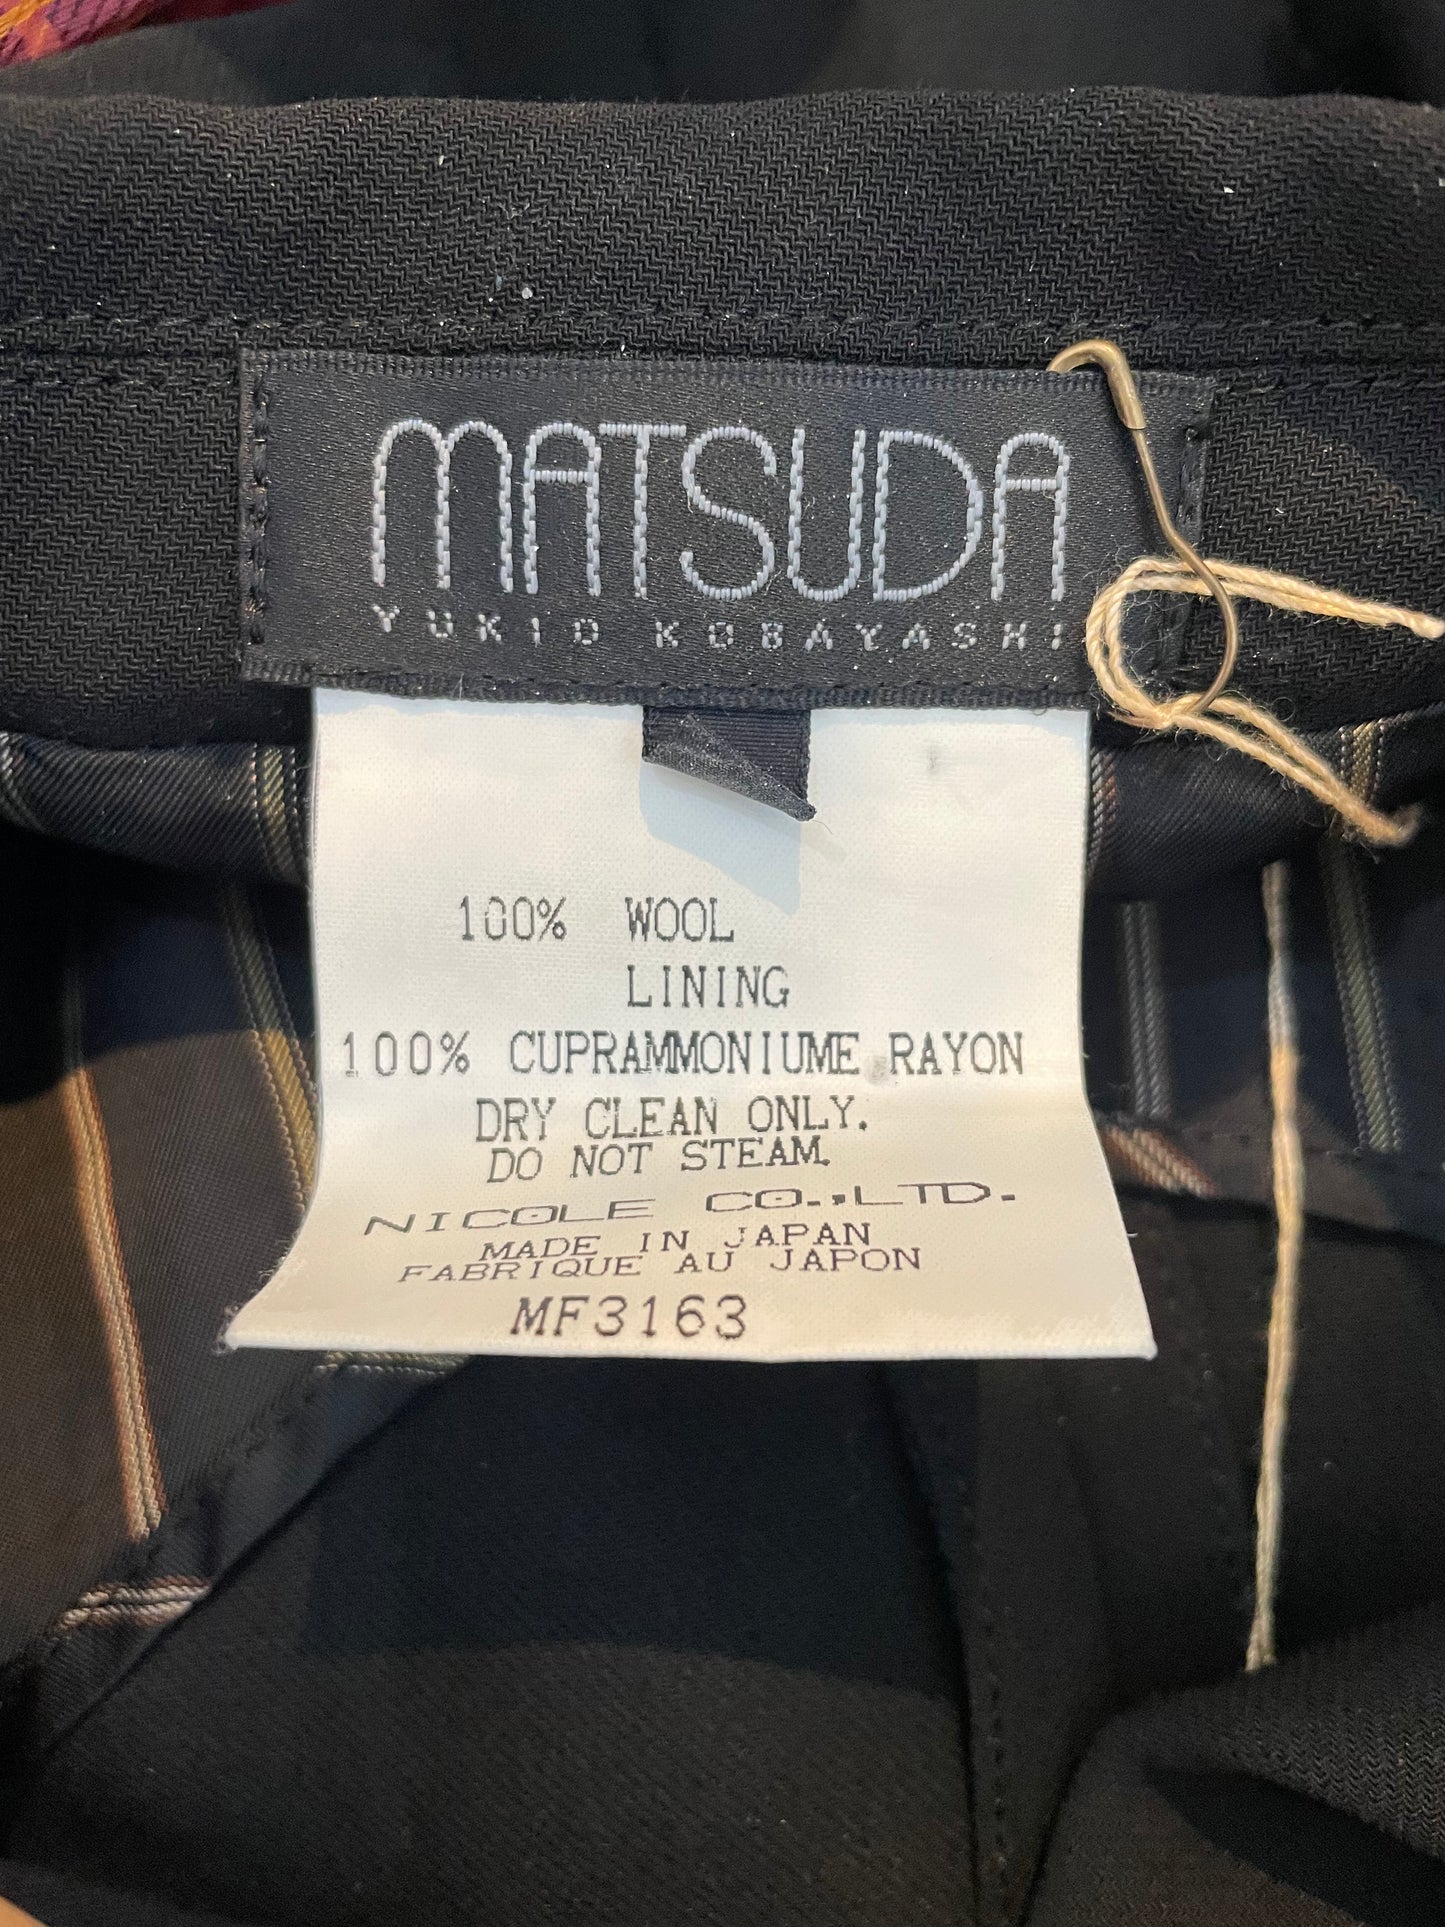 MATSUDA
YUKIO KOBAYASHI
100% WOOL
LINING
100% CUPRAMMONIUME RAYON
DRY CLEAN ONLY.
DO NOT STEAM.
NICOLE CO.,LTD.
MADE IN JAPAN
FABRIQUE AU JAPON
MF3163